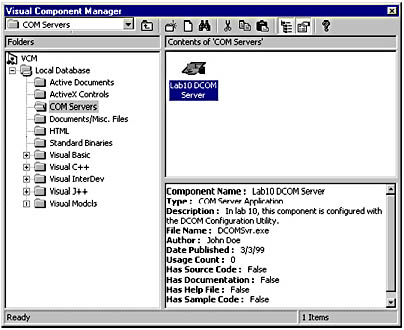 Visual Component Manager
COM Servers
Folders
Contents of 'COM Servers'
VCM
Local Database
Active Documents
ActiveX Controls
COM Servers
Documents/Misc. Files
HTML
Standard Binaries
Visual Basic
Visual C++
Visual InterDev
Visual J++
Visual Models
Lab10 DCOM
Server
Component Name : Lab10 DCOM Server
Type : COM Server Application
Description : In lab 10, this component is configured with
the DCOM Configuration Utility.
File Name : DCOMSvr.exe
Author : John Doe
Date Published : 3/3/99
Usage Count : 0
Has Source Code : False
Has Documentation : False
Has Help File : False
Has Sample Code : False
Ready
1 Items